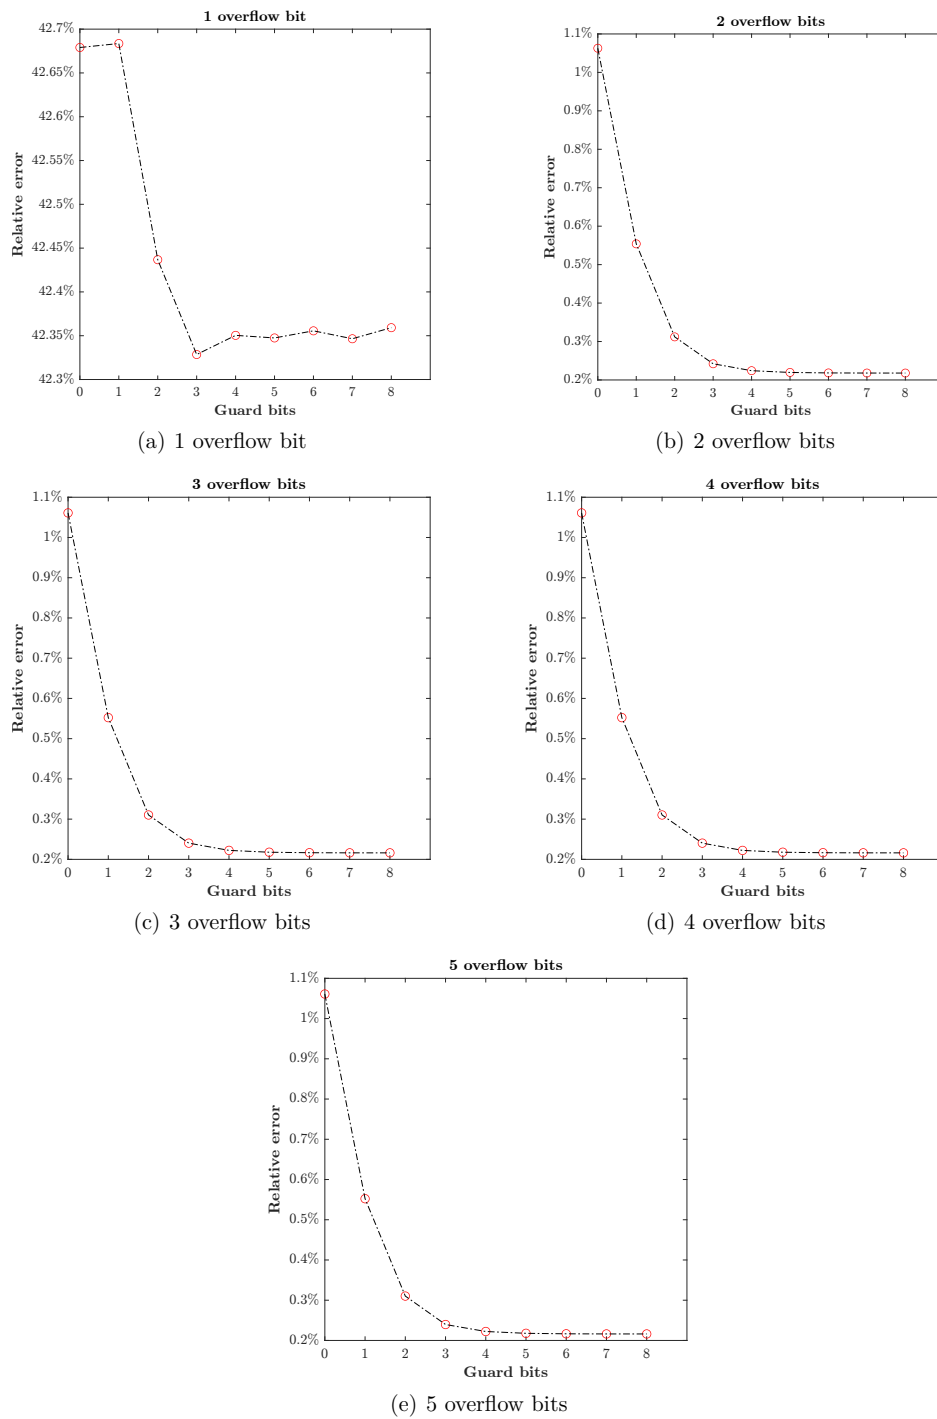 1 overflow bit
42.7%
42.65%
42.6%
42.55%
42.5%
42.45%
42.4%
42.35%
42.3%
Relative error
0 1 2 3 4 5 6 7 8
Guard bits
(a) 1 overflow bit
2 overflow bits
1.1%
1%
0.9%
0.8%
0.7%
0.6%
0.5%
0.4%
0.3%
0.2%
Relative error
0 1 2 3 4 5 6 7 8
Guard bits
(b) 2 overflow bits
3 overflow bits
1.1%
1%
0.9%
0.8%
0.7%
0.6%
0.5%
0.4%
0.3%
0.2%
Relative error
0 1 2 3 4 5 6 7 8
Guard bits
(c) 3 overflow bits
4 overflow bits
1.1%
1%
0.9%
0.8%
0.7%
0.6%
0.5%
0.4%
0.3%
0.2%
Relative error
0 1 2 3 4 5 6 7 8
Guard bits
(d) 4 overflow bits
5 overflow bits
1.1%
1%
0.9%
0.8%
0.7%
0.6%
0.5%
0.4%
0.3%
0.2%
Relative error
0 1 2 3 4 5 6 7 8
Guard bits
(e) 5 overflow bits